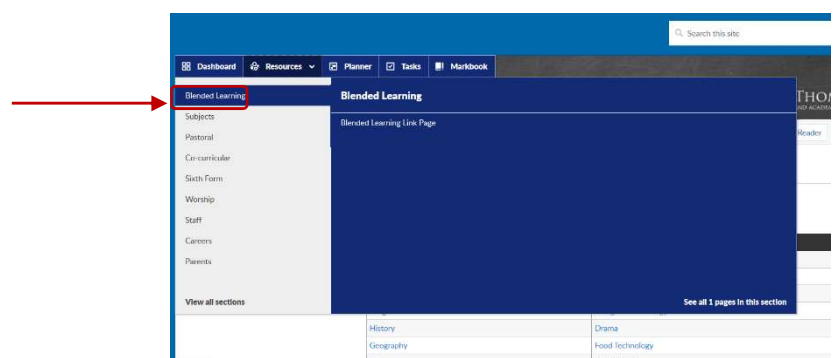 Search this site
Dashboard Resources Planner Tasks Markbook
Blended Learning
Subjects
Pastoral
Co-curricular
Sixth Form
Worship
Staff
Careers
Parents
View all sections
Blended Learning
Blended Learning Link Page
See all 1 pages in this section
THO
Reader
History Drama
Geography Food Technology